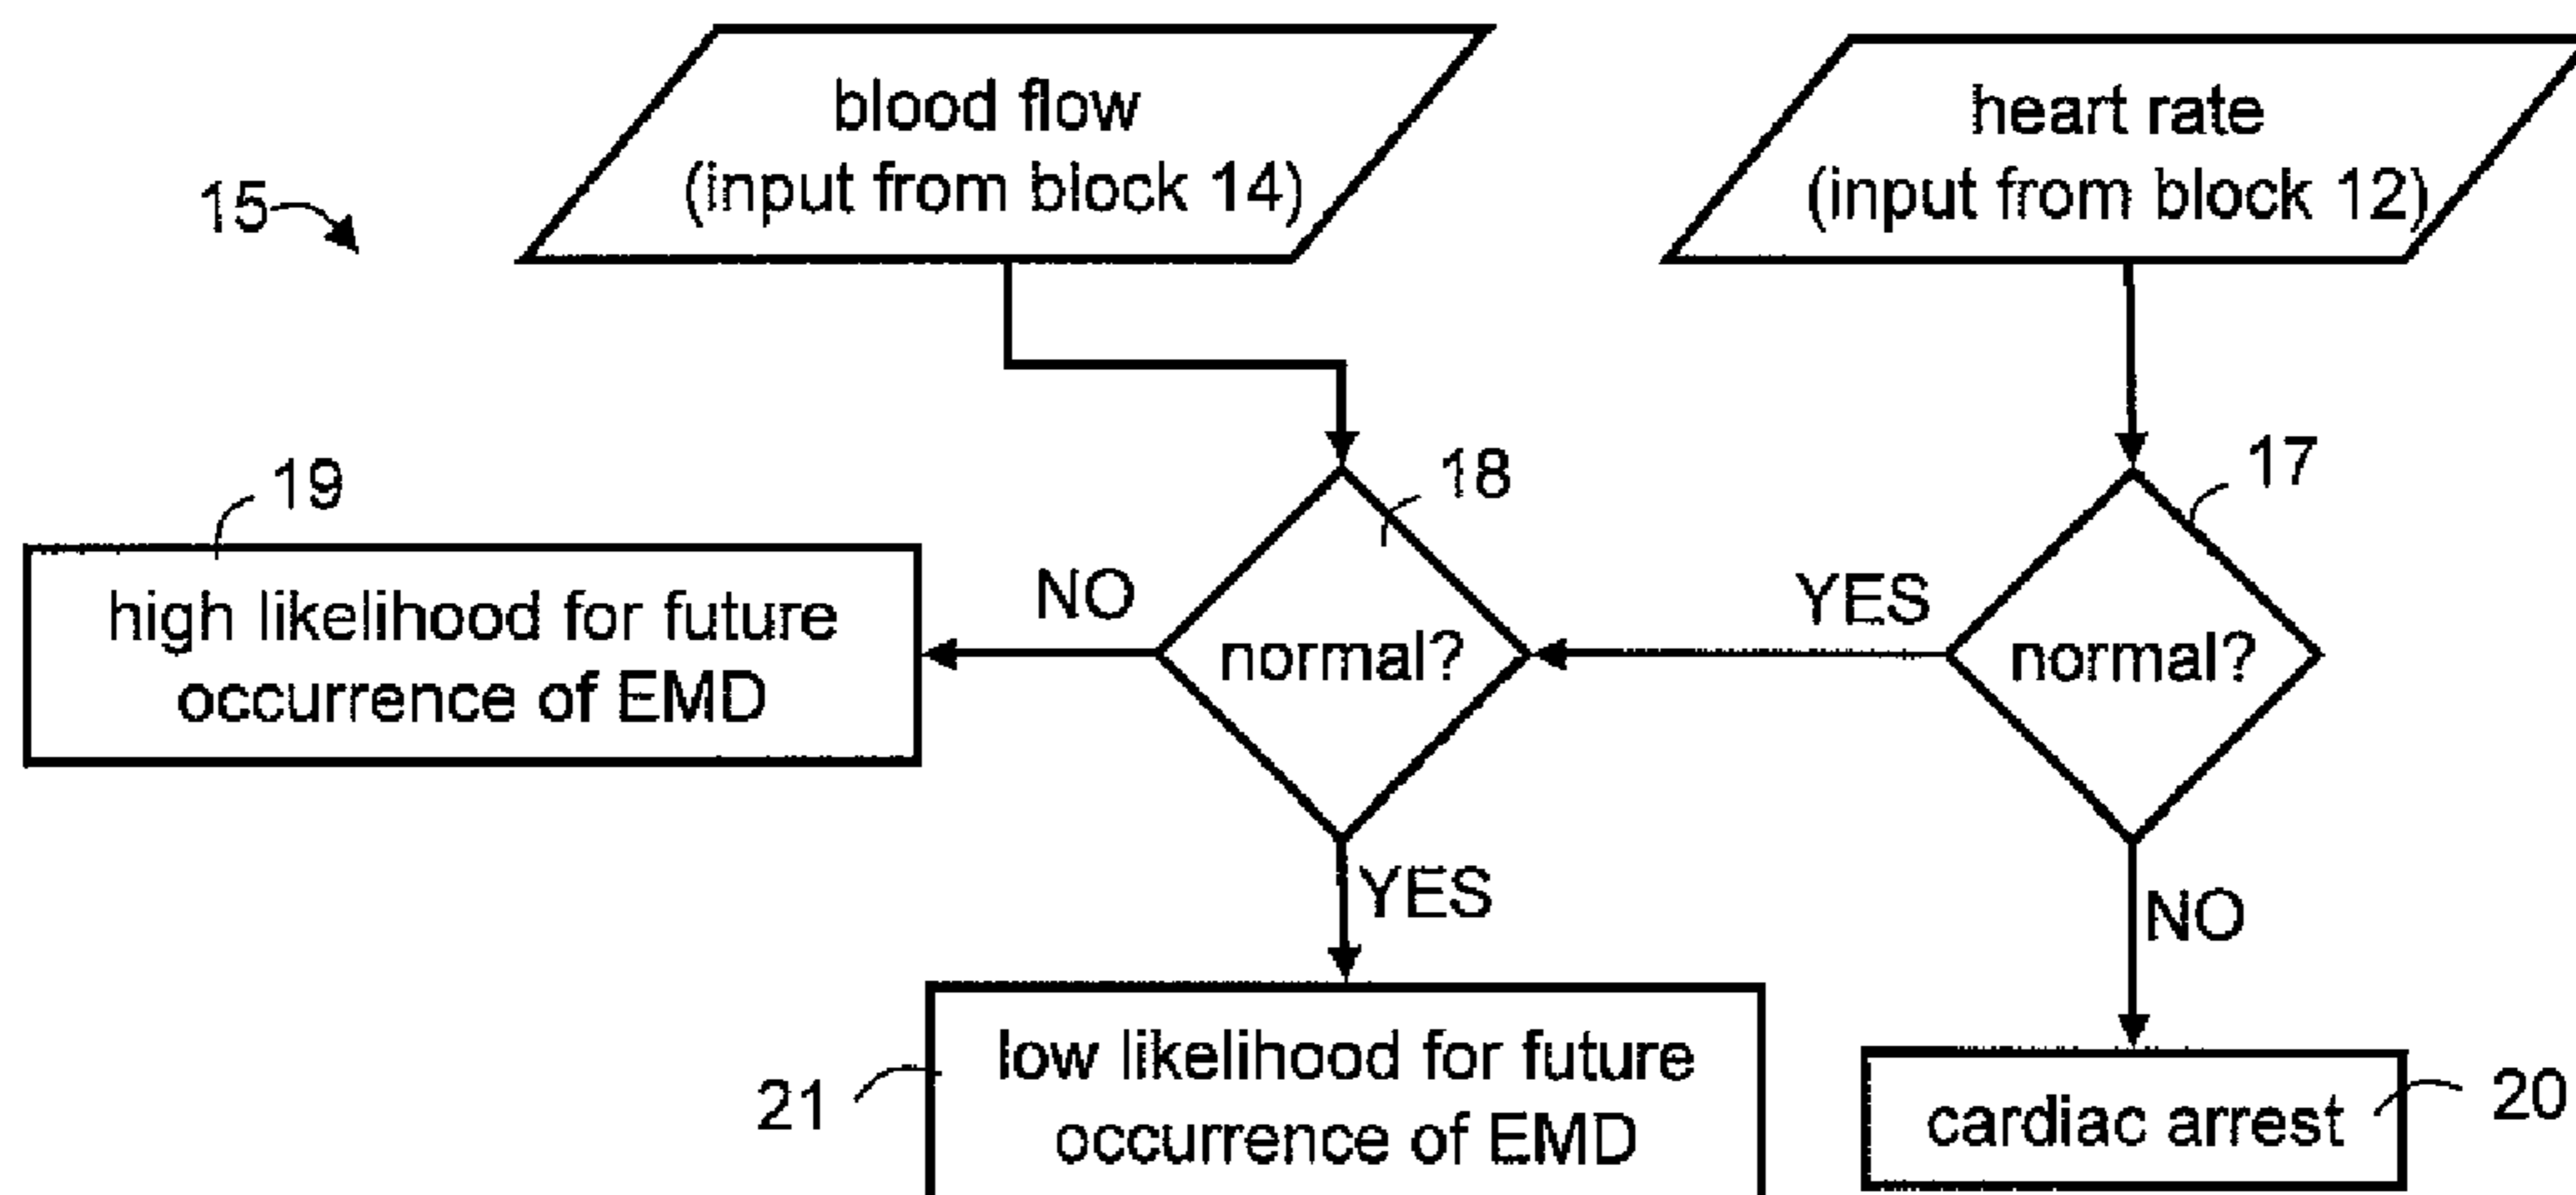 blood flow
(input from block 14)
heart rate
(input from block 12)
15
19
18
17
high likelihood for future
occurrence of EMD
NO
normal?
YES
normal?
YES
NO
21
low likelihood for future
occurrence of EMD
cardiac arrest
20